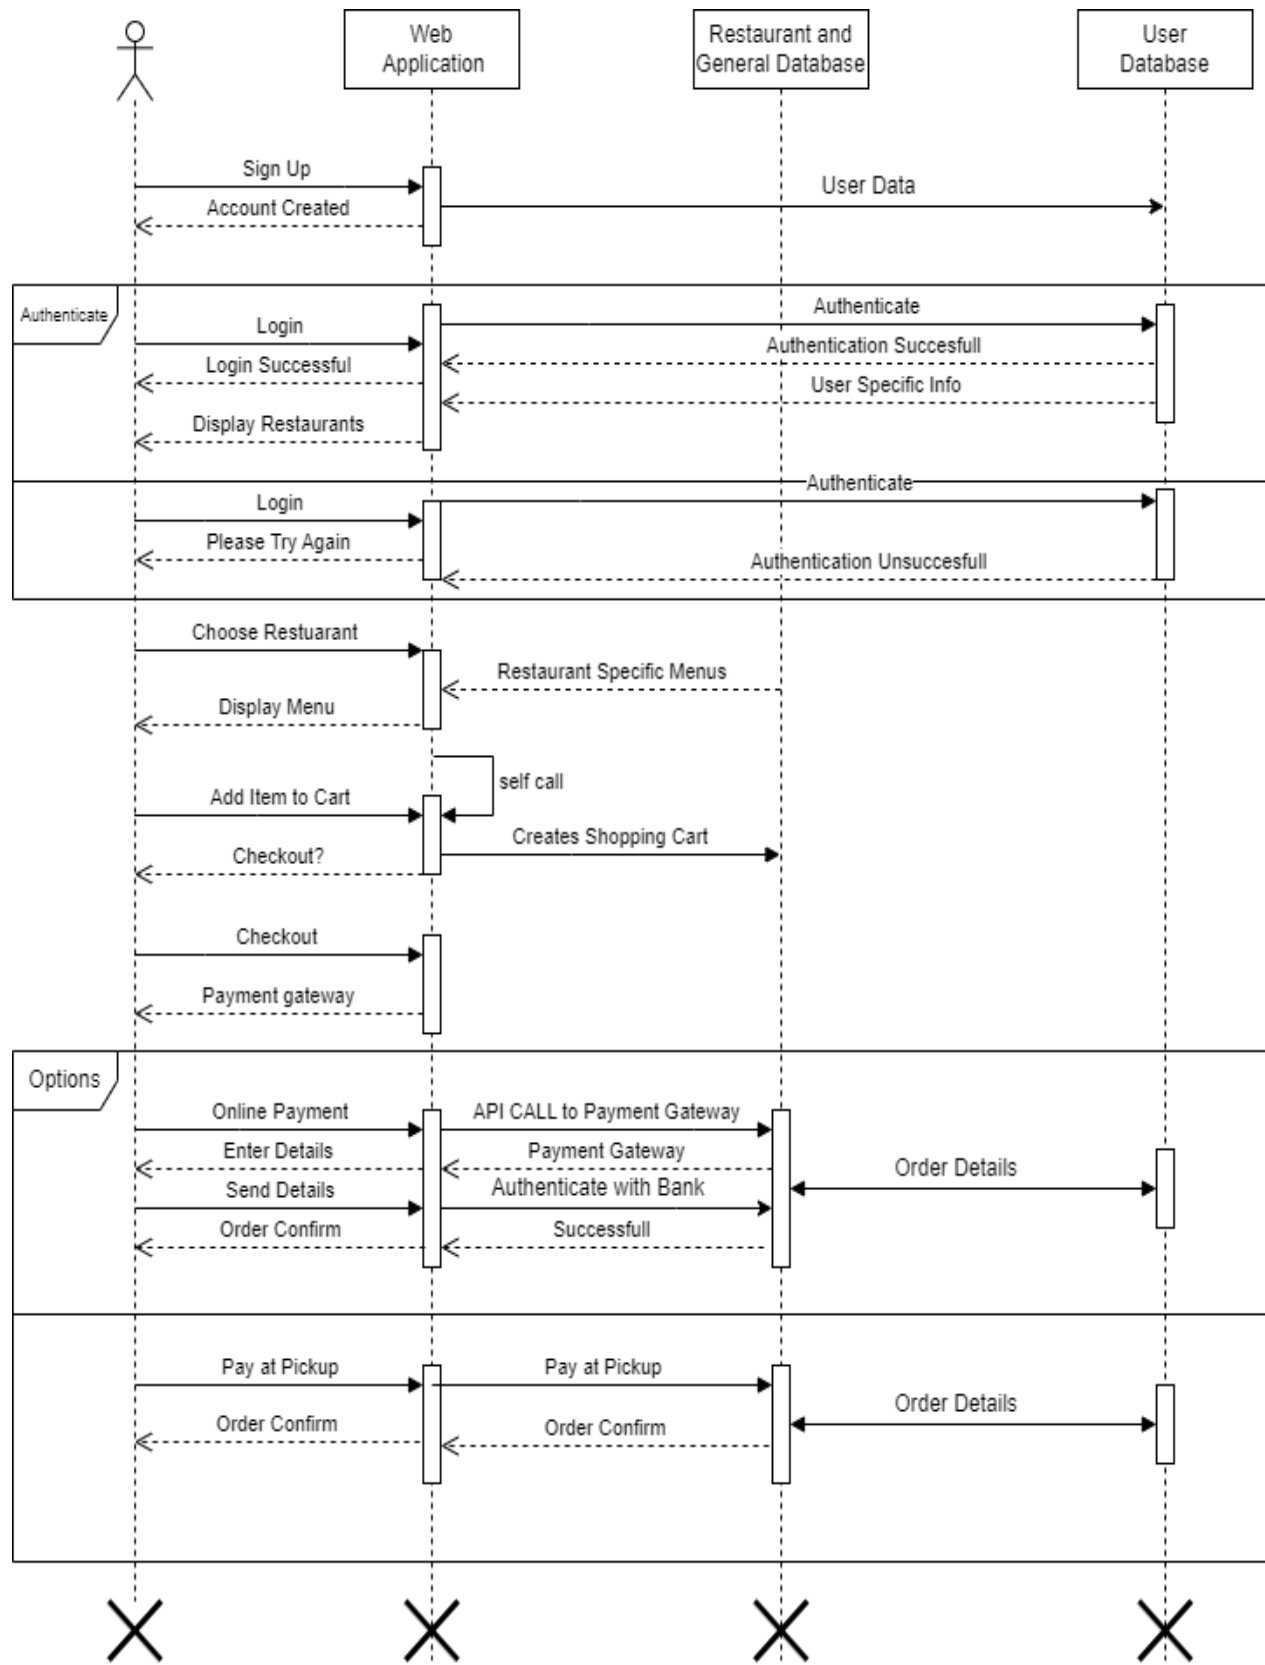 Web
Application
Restaurant and
General Database
User
Database
Sign Up
User Data
Account Created
Authenticate
Authenticate
Login
Authentication Succesfull
Login Successful
User Specific Info
Display Restaurants
Authenticate
Login
Please Try Again
Authentication Unsuccesfull
Choose Restuarant
Restaurant Specific Menus
Display Menu
self call
Add Item to Cart
Creates Shopping Cart
Checkout?
Checkout
Payment gateway
Options
Online Payment
API CALL to Payment Gateway
Enter Details
Payment Gateway
Order Details
Send Details
Authenticate with Bank
Order Confirm
Successfull
Pay at Pickup
Pay at Pickup
Order Details
Order Confirm
Order Confirm